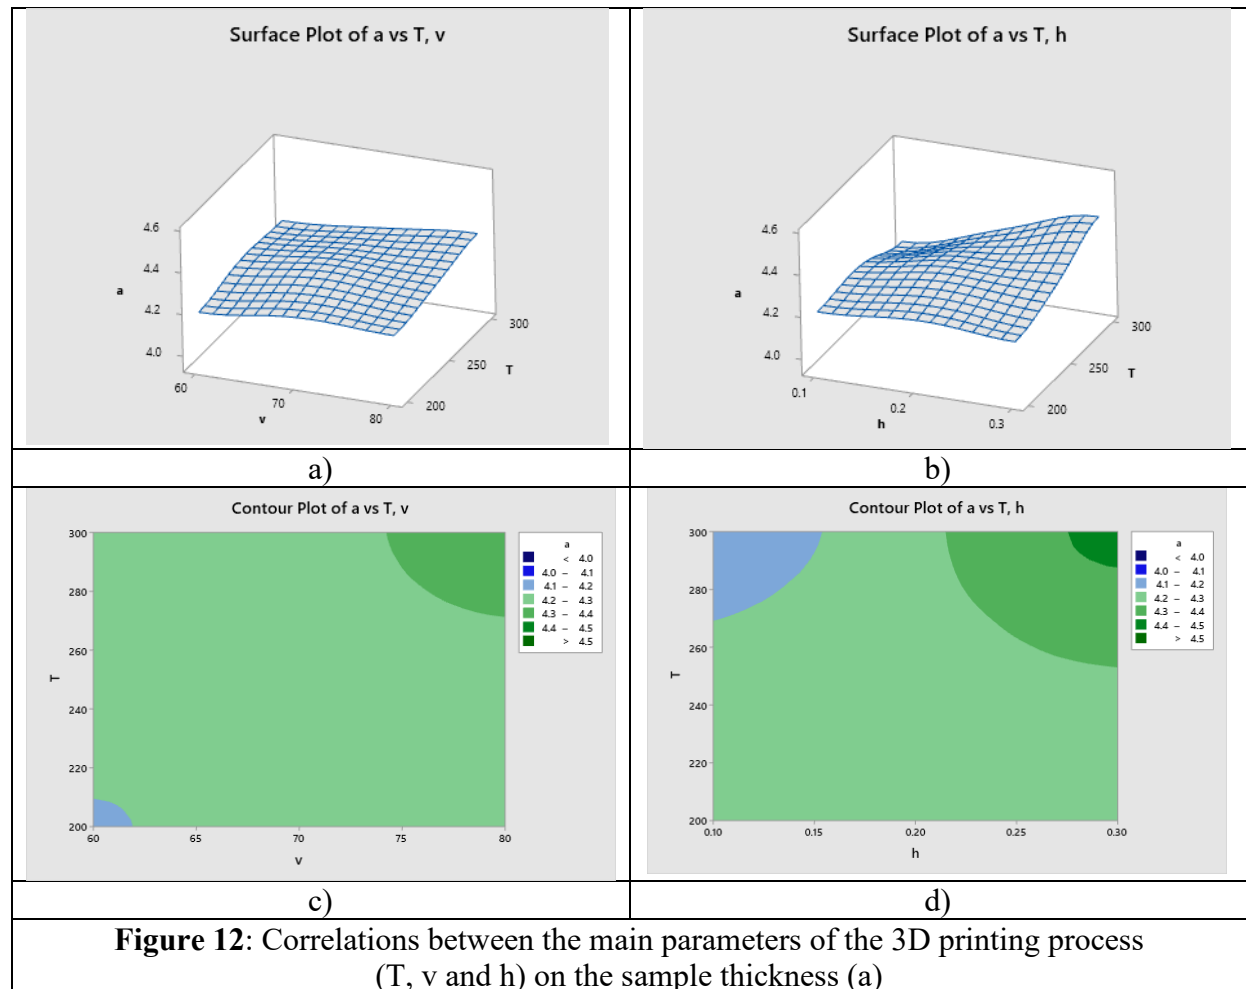 Surface Plot of a vs T, v
4.6
4.4
a
4.2
4.0
60
70
v
80
200
250
T
300
a)
Surface Plot of a vs T, h
4.6
4.4
a
4.2
4.0
0.1
0.2
h
0.3
200
250
T
300
b)
Contour Plot of a vs T, v
300
280
260
T
240
220
200
60
65
70
75
80
v
a
< 4.0
4.0 – 4.1
4.1 – 4.2
4.2 – 4.3
4.3 – 4.4
4.4 – 4.5
> 4.5
c)
Contour Plot of a vs T, h
300
280
260
T
240
220
200
0.10
0.15
0.20
0.25
0.30
h
a
< 4.0
4.0 – 4.1
4.1 – 4.2
4.2 – 4.3
4.3 – 4.4
4.4 – 4.5
> 4.5
d)
Figure 12: Correlations between the main parameters of the 3D printing process
(T, v and h) on the sample thickness (a)